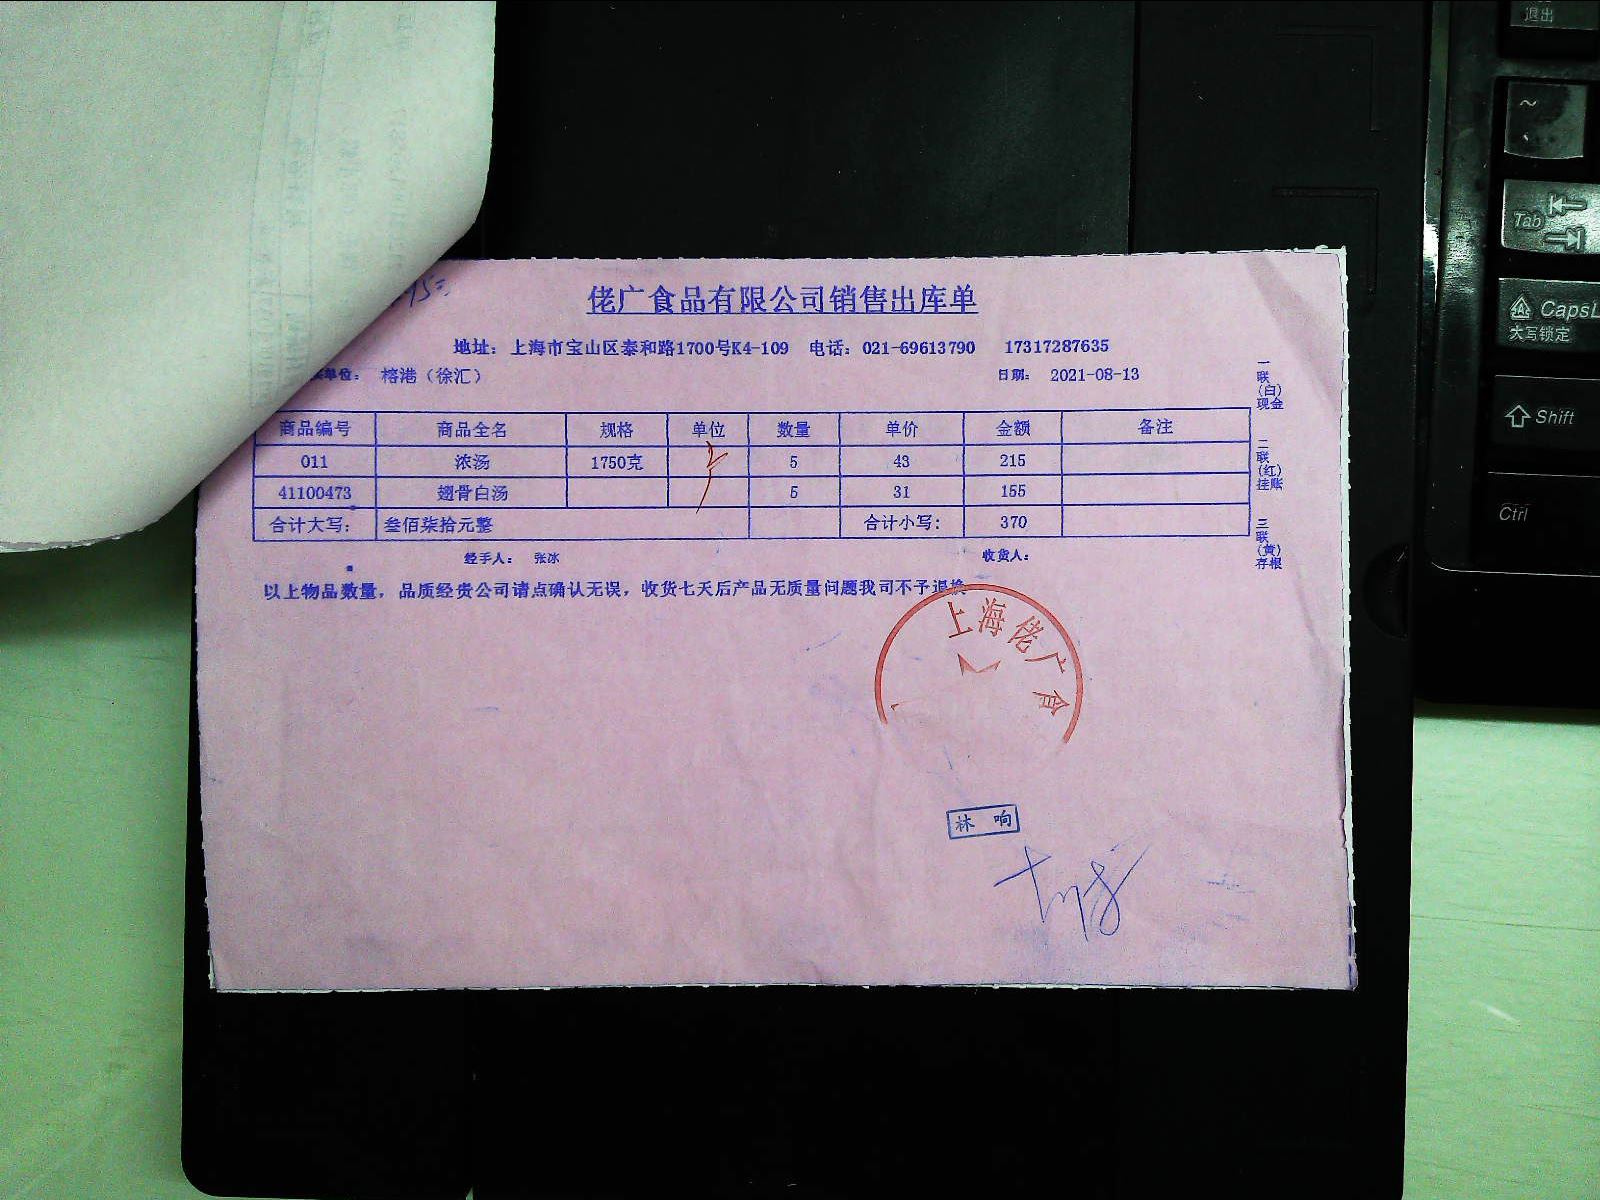 佬广食品有限公司销售出库单
地址：上海市宝山区泰和路1700号K4-109 电话：021-69613790 17317287635
单位： 榕港（徐汇） 日期： 2021-08-13
商品编号 商品全名 规格 单位 数量 单价 金额 备注
011 浓汤 1750克 5 43 215
41100473 翅骨白汤 5 31 155
合计大写： 叁佰柒拾元整 合计小写： 370
经手人： 张冰 收货人：
以上物品数量，品质经贵公司请点确认无误，收货七天后产品无质量问题我司不予退换
一联(白)现金
二联(红)挂账
三联(黄)存根
上海佬广食
林响
退出
~
Tab
CapsL
大写锁定
Shift
Ctrl